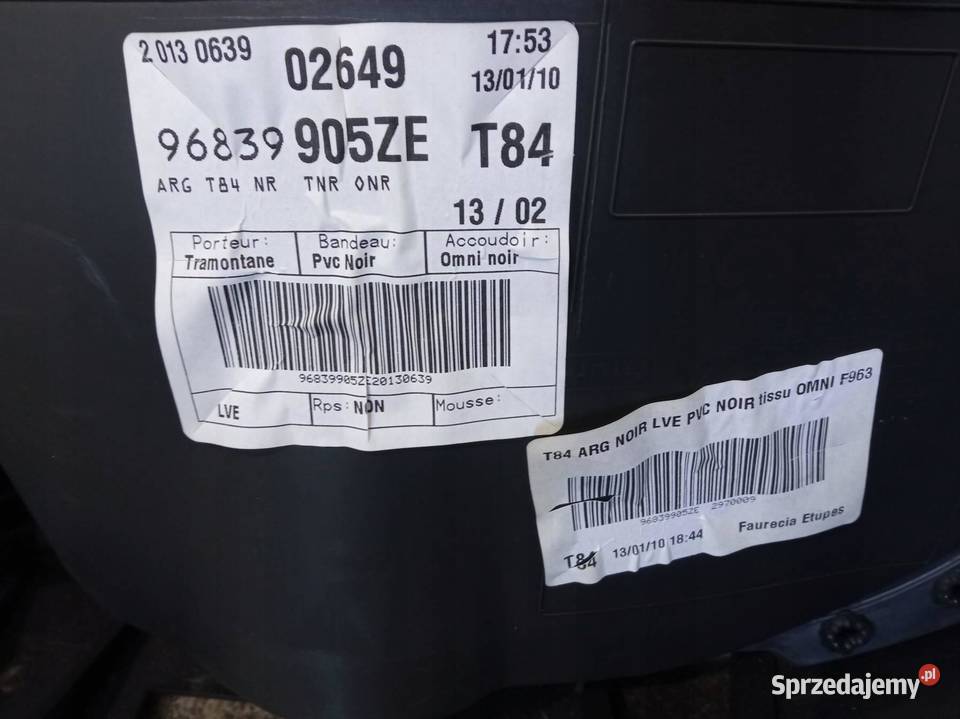 2 013 0639
02649
17:53
13/01/10
96839 905ZE T84
ARG T84 NR TNR ONR
13 / 02
Porteur: Bandeau: Accoudoir:
Tramontane Pvc Noir Omni noir
96839905ZE20130639
LVE Rps: NON Mousse:
T84 ARG NOIR LVE PVC NOIR tissu OMNI F963
96839905ZE 2970009
T84 13/01/10 18:44 Faurecia Etupes
Sprzedajemy.pl